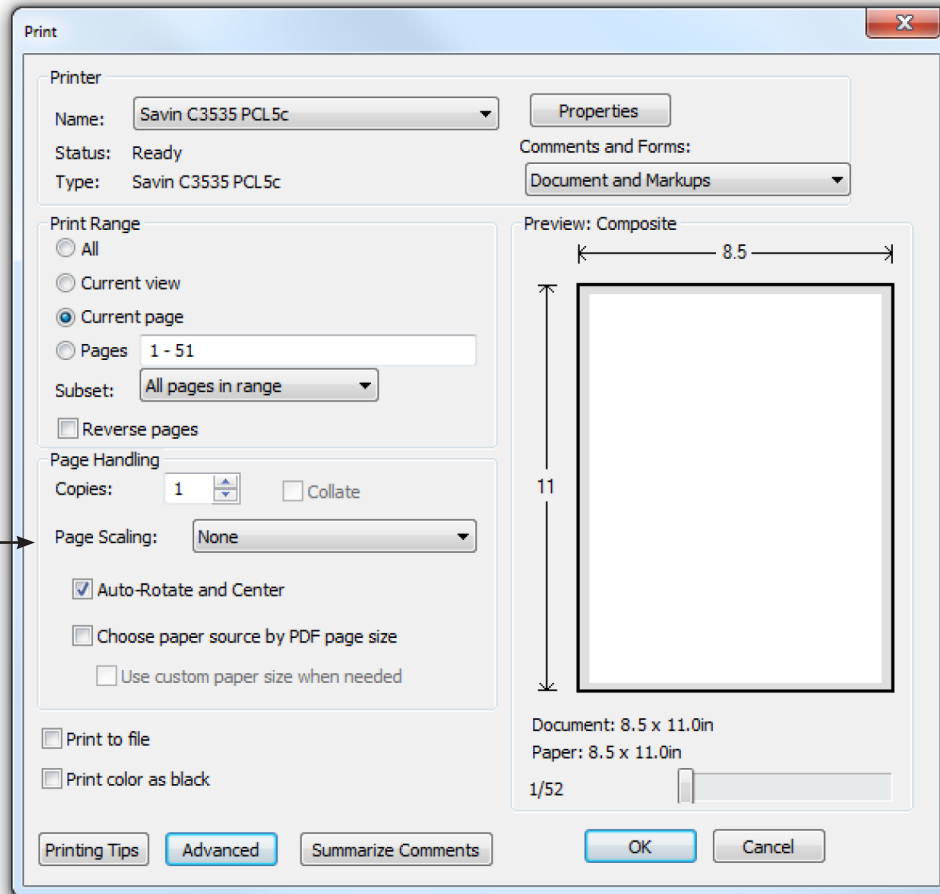 Print
X
Printer
Name: Savin C3535 PCL5c
Properties
Status: Ready
Comments and Forms:
Type: Savin C3535 PCL5c
Document and Markups
Print Range
All
Current view
Current page
Pages 1 - 51
Subset: All pages in range
Reverse pages
Page Handling
Copies: 1 Collate
Page Scaling: None
Auto-Rotate and Center
Choose paper source by PDF page size
Use custom paper size when needed
Print to file
Print color as black
Preview: Composite
8.5
11
Document: 8.5 x 11.0in
Paper: 8.5 x 11.0in
1/52
Printing Tips Advanced Summarize Comments OK Cancel